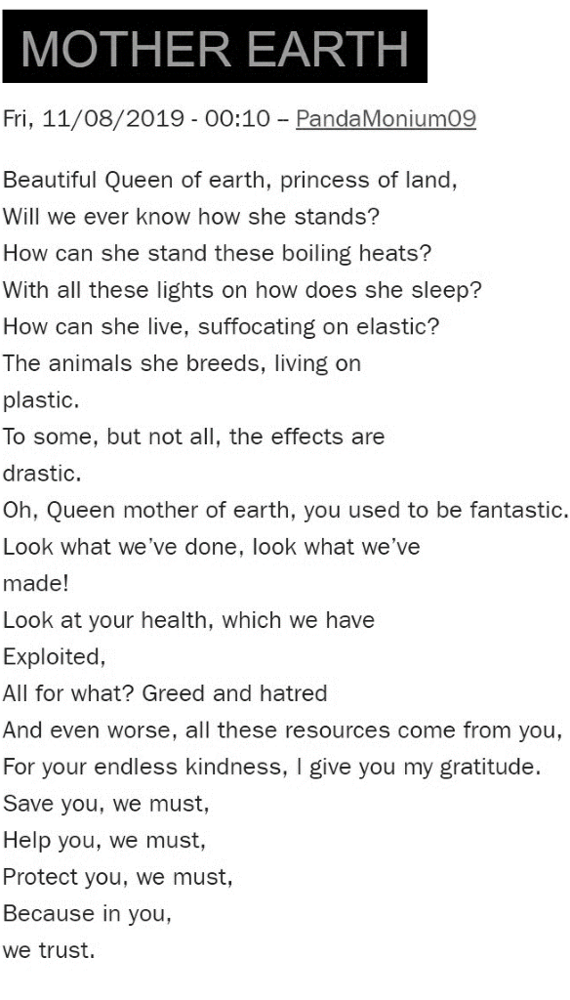 MOTHER EARTH
Fri, 11/08/2019 - 00:10 – PandaMonium09
Beautiful Queen of earth, princess of land,
Will we ever know how she stands?
How can she stand these boiling heats?
With all these lights on how does she sleep?
How can she live, suffocating on elastic?
The animals she breeds, living on
plastic.
To some, but not all, the effects are
drastic.
Oh, Queen mother of earth, you used to be fantastic.
Look what we’ve done, look what we’ve
made!
Look at your health, which we have
Exploited,
All for what? Greed and hatred
And even worse, all these resources come from you,
For your endless kindness, I give you my gratitude.
Save you, we must,
Help you, we must,
Protect you, we must,
Because in you,
we trust.